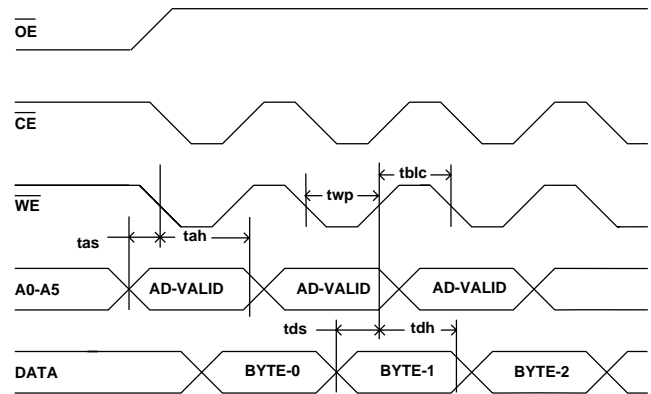 OE
CE
WE
twp
tblc
tas
tah
A0-A5
AD-VALID
AD-VALID
AD-VALID
tds
tdh
DATA
BYTE-0
BYTE-1
BYTE-2